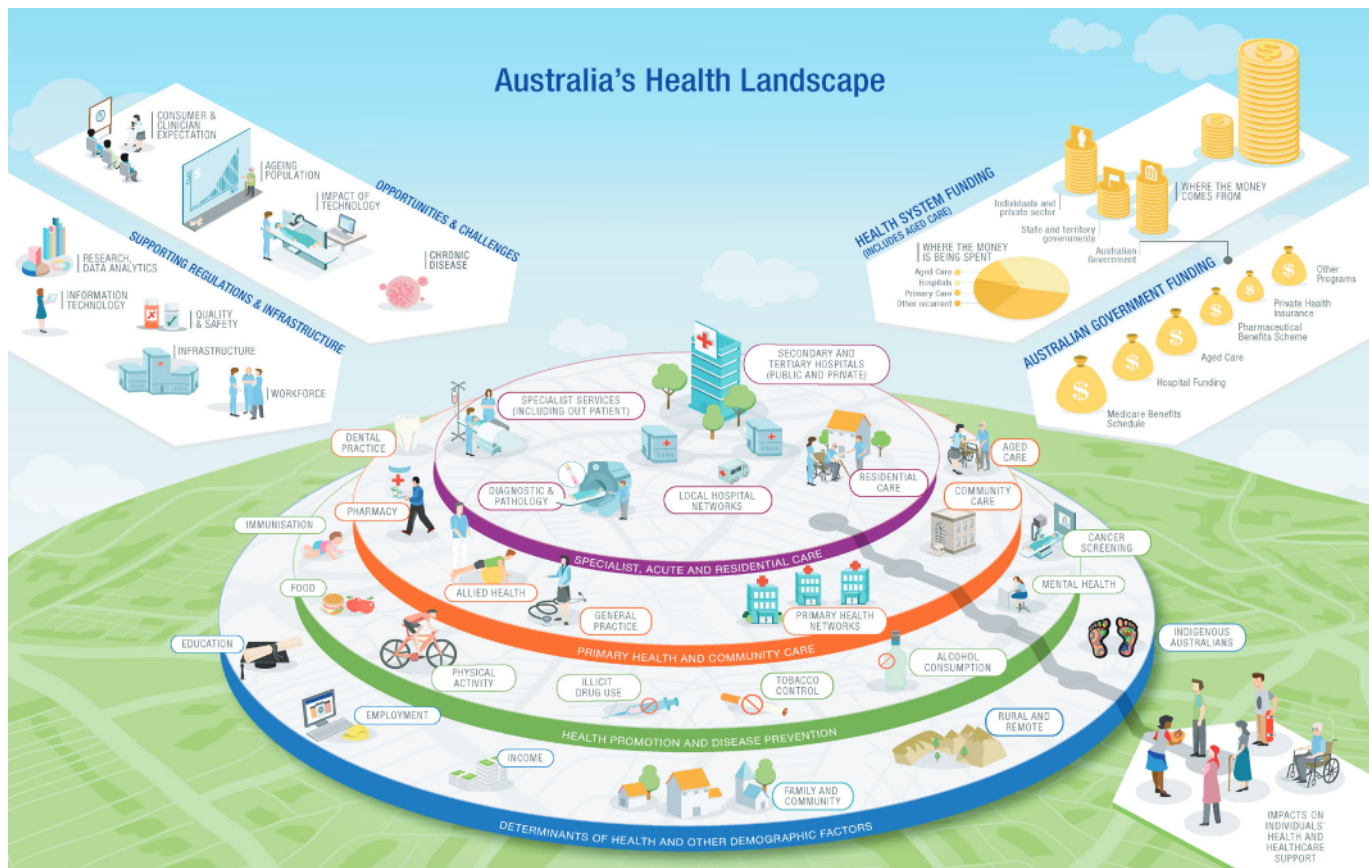 Australia's Health Landscape
CONSUMER &
CLINICIAN
EXPECTATION
AGEING
POPULATION
IMPACT OF
TECHNOLOGY
CHRONIC
DISEASE
OPPORTUNITIES & CHALLENGES
RESEARCH,
DATA ANALYTICS
INFORMATION
TECHNOLOGY
QUALITY
& SAFETY
INFRASTRUCTURE
WORKFORCE
SUPPORTING REGULATIONS & INFRASTRUCTURE
HEALTH SYSTEM FUNDING
(INCLUDES AGED CARE)
WHERE THE MONEY
COMES FROM
Individuals and
private sector
State and territory
governments
Australian
Government
WHERE THE MONEY
IS BEING SPENT
Aged Care
Hospitals
Primary Care
Other recurrent
AUSTRALIAN GOVERNMENT FUNDING
Other
Programs
Private Health
Insurance
Pharmaceutical
Benefits Scheme
Aged Care
Hospital Funding
Medicare Benefits
Schedule
SECONDARY AND
TERTIARY HOSPITALS
(PUBLIC AND PRIVATE)
SPECIALIST SERVICES
(INCLUDING OUT PATIENT)
DIAGNOSTIC &
PATHOLOGY
LOCAL HOSPITAL
NETWORKS
RESIDENTIAL
CARE
SPECIALIST, ACUTE AND RESIDENTIAL CARE
DENTAL
PRACTICE
PHARMACY
ALLIED HEALTH
GENERAL
PRACTICE
PRIMARY HEALTH
NETWORKS
COMMUNITY
CARE
AGED
CARE
PRIMARY HEALTH AND COMMUNITY CARE
IMMUNISATION
FOOD
PHYSICAL
ACTIVITY
ILLICIT
DRUG USE
TOBACCO
CONTROL
ALCOHOL
CONSUMPTION
MENTAL HEALTH
CANCER
SCREENING
HEALTH PROMOTION AND DISEASE PREVENTION
EDUCATION
EMPLOYMENT
INCOME
FAMILY AND
COMMUNITY
RURAL AND
REMOTE
INDIGENOUS
AUSTRALIANS
DETERMINANTS OF HEALTH AND OTHER DEMOGRAPHIC FACTORS
IMPACTS ON
INDIVIDUALS'
HEALTH AND
HEALTHCARE
SUPPORT